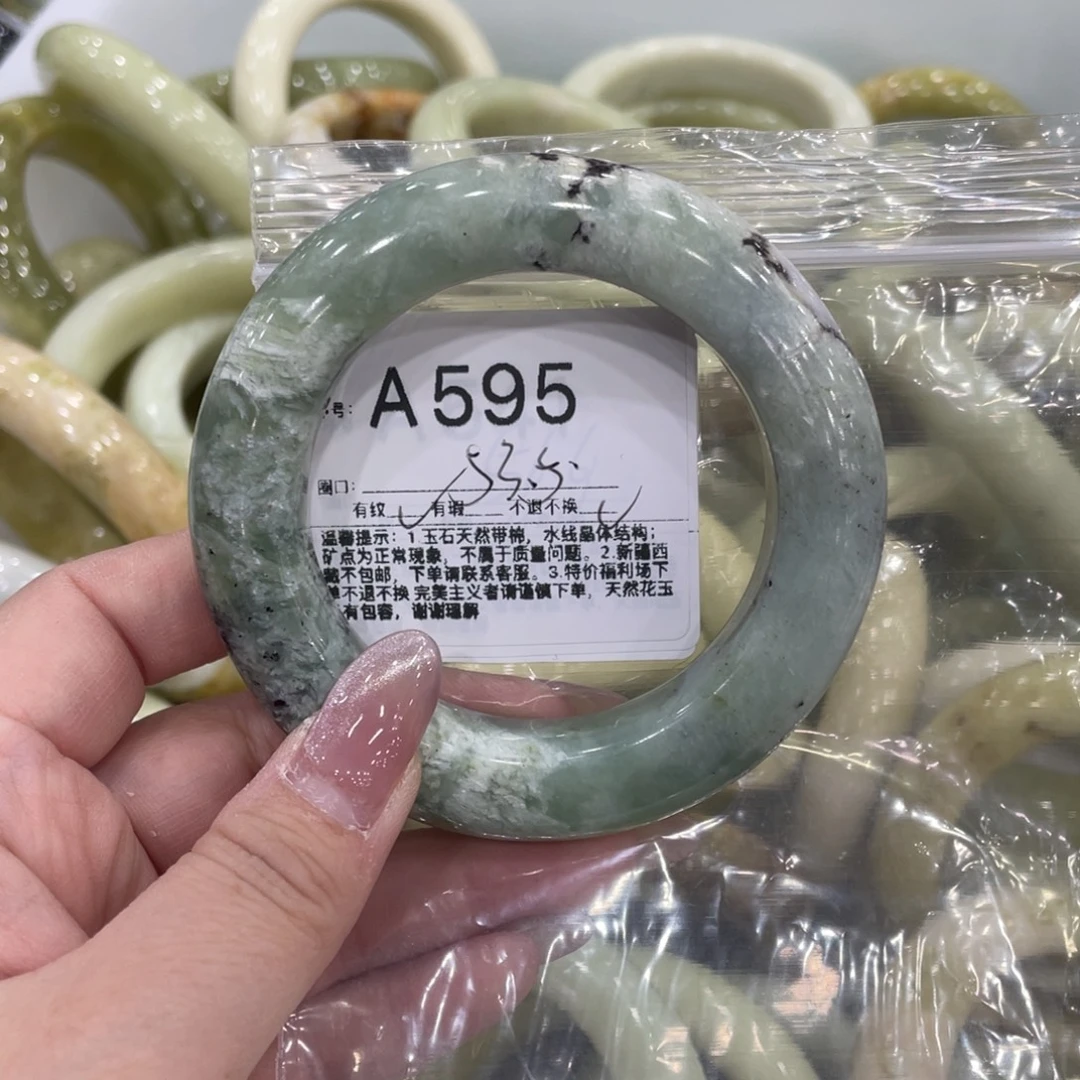 号： A595
圈口： 53.5
有纹 ✓ 有瑕 不退不换 ✓
温馨提示：1.玉石天然带棉，水线晶体结构；
矿点为正常现象，不属于质量问题。2.新疆西
藏不包邮，下单请联系客服。3.特价福利场下
单不退不换 完美主义者请谨慎下单，天然花玉
有包容，谢谢理解